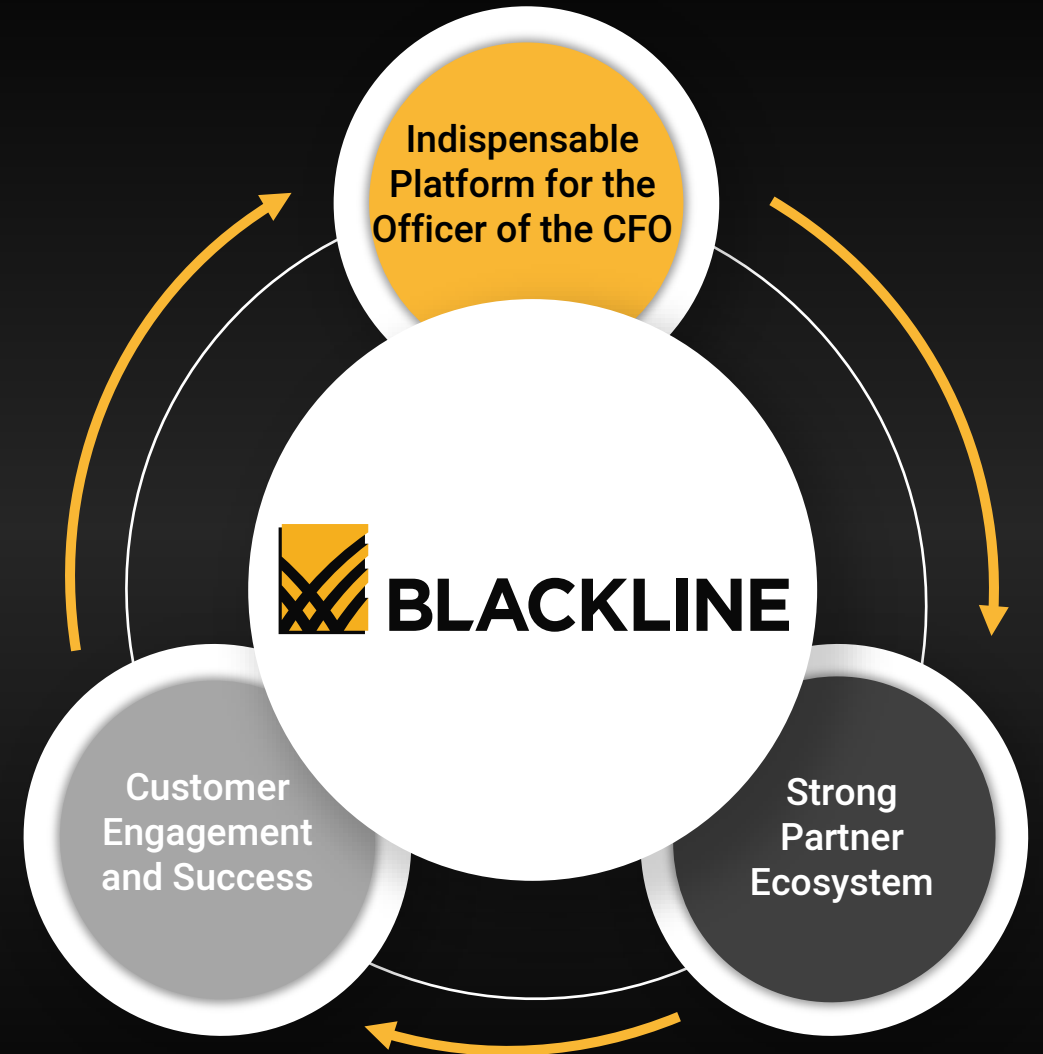 Indispensable
Platform for the
Officer of the CFO
BLACKLINE
Customer
Engagement
and Success
Strong
Partner
Ecosystem